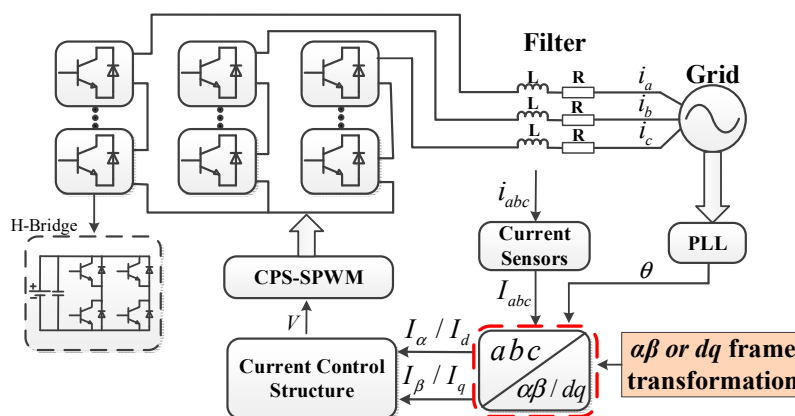 Filter
Grid
L
R
i_a
L
R
i_b
L
R
i_c
H-Bridge
i_abc
Current
Sensors
PLL
CPS-SPWM
I_abc
θ
V
Current Control
Structure
I_α / I_d
I_β / I_q
abc
αβ / dq
αβ or dq frame
transformation
+
−